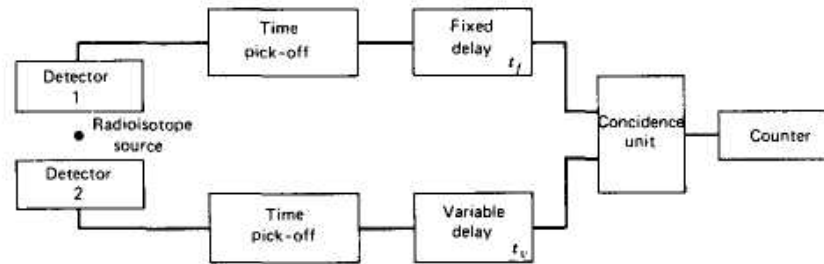 Time
pick-off
Fixed
delay
t_f
Detector
1
Radioisotope
source
Concidence
unit
Counter
Detector
2
Time
pick-off
Variable
delay
t_v